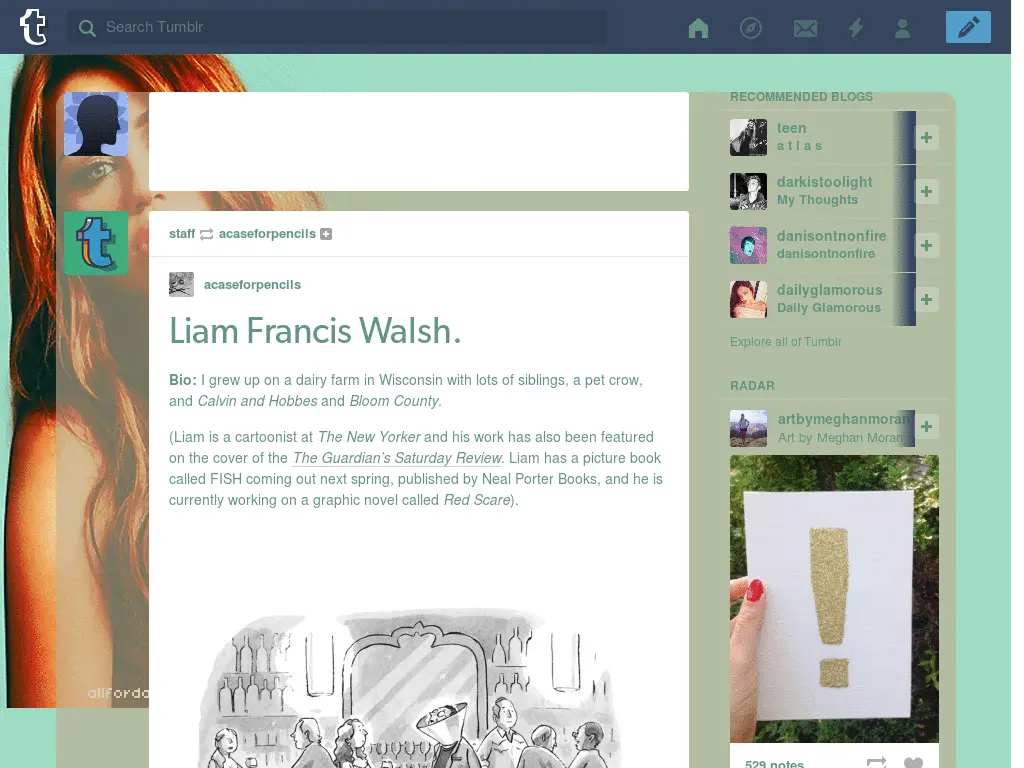 Search Tumblr
RECOMMENDED BLOGS
teen
a t l a s
darkistoolight
My Thoughts
danisontnonfire
danisontnonfire
dailyglamorous
Daily Glamorous
Explore all of Tumblr
RADAR
artbymeghanmoran
Art by Meghan Moran
529 notes
staff acaseforpencils
acaseforpencils
Liam Francis Walsh.
Bio: I grew up on a dairy farm in Wisconsin with lots of siblings, a pet crow,
and Calvin and Hobbes and Bloom County.
(Liam is a cartoonist at The New Yorker and his work has also been featured
on the cover of the The Guardian's Saturday Review. Liam has a picture book
called FISH coming out next spring, published by Neal Porter Books, and he is
currently working on a graphic novel called Red Scare).
allforda